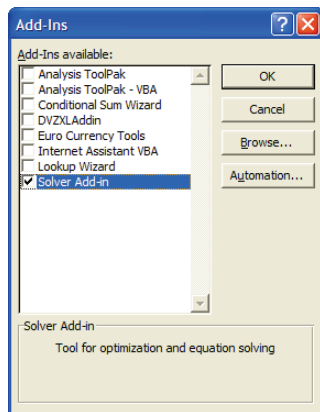 Add-Ins
Add-Ins available:
Analysis ToolPak
Analysis ToolPak - VBA
Conditional Sum Wizard
DVZXLAddin
Euro Currency Tools
Internet Assistant VBA
Lookup Wizard
Solver Add-in
OK
Cancel
Browse...
Automation...
Solver Add-in
Tool for optimization and equation solving